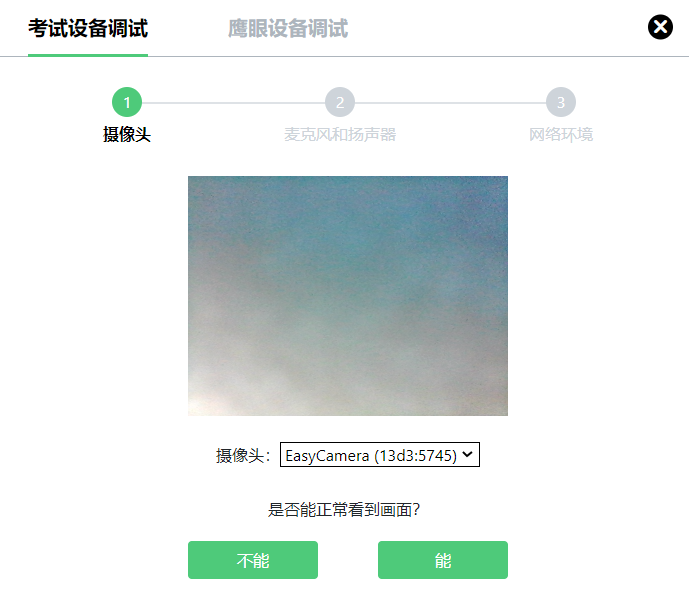 考试设备调试 鹰眼设备调试
1 2 3
摄像头 麦克风和扬声器 网络环境
摄像头： EasyCamera (13d3:5745)
是否能正常看到画面？
不能 能